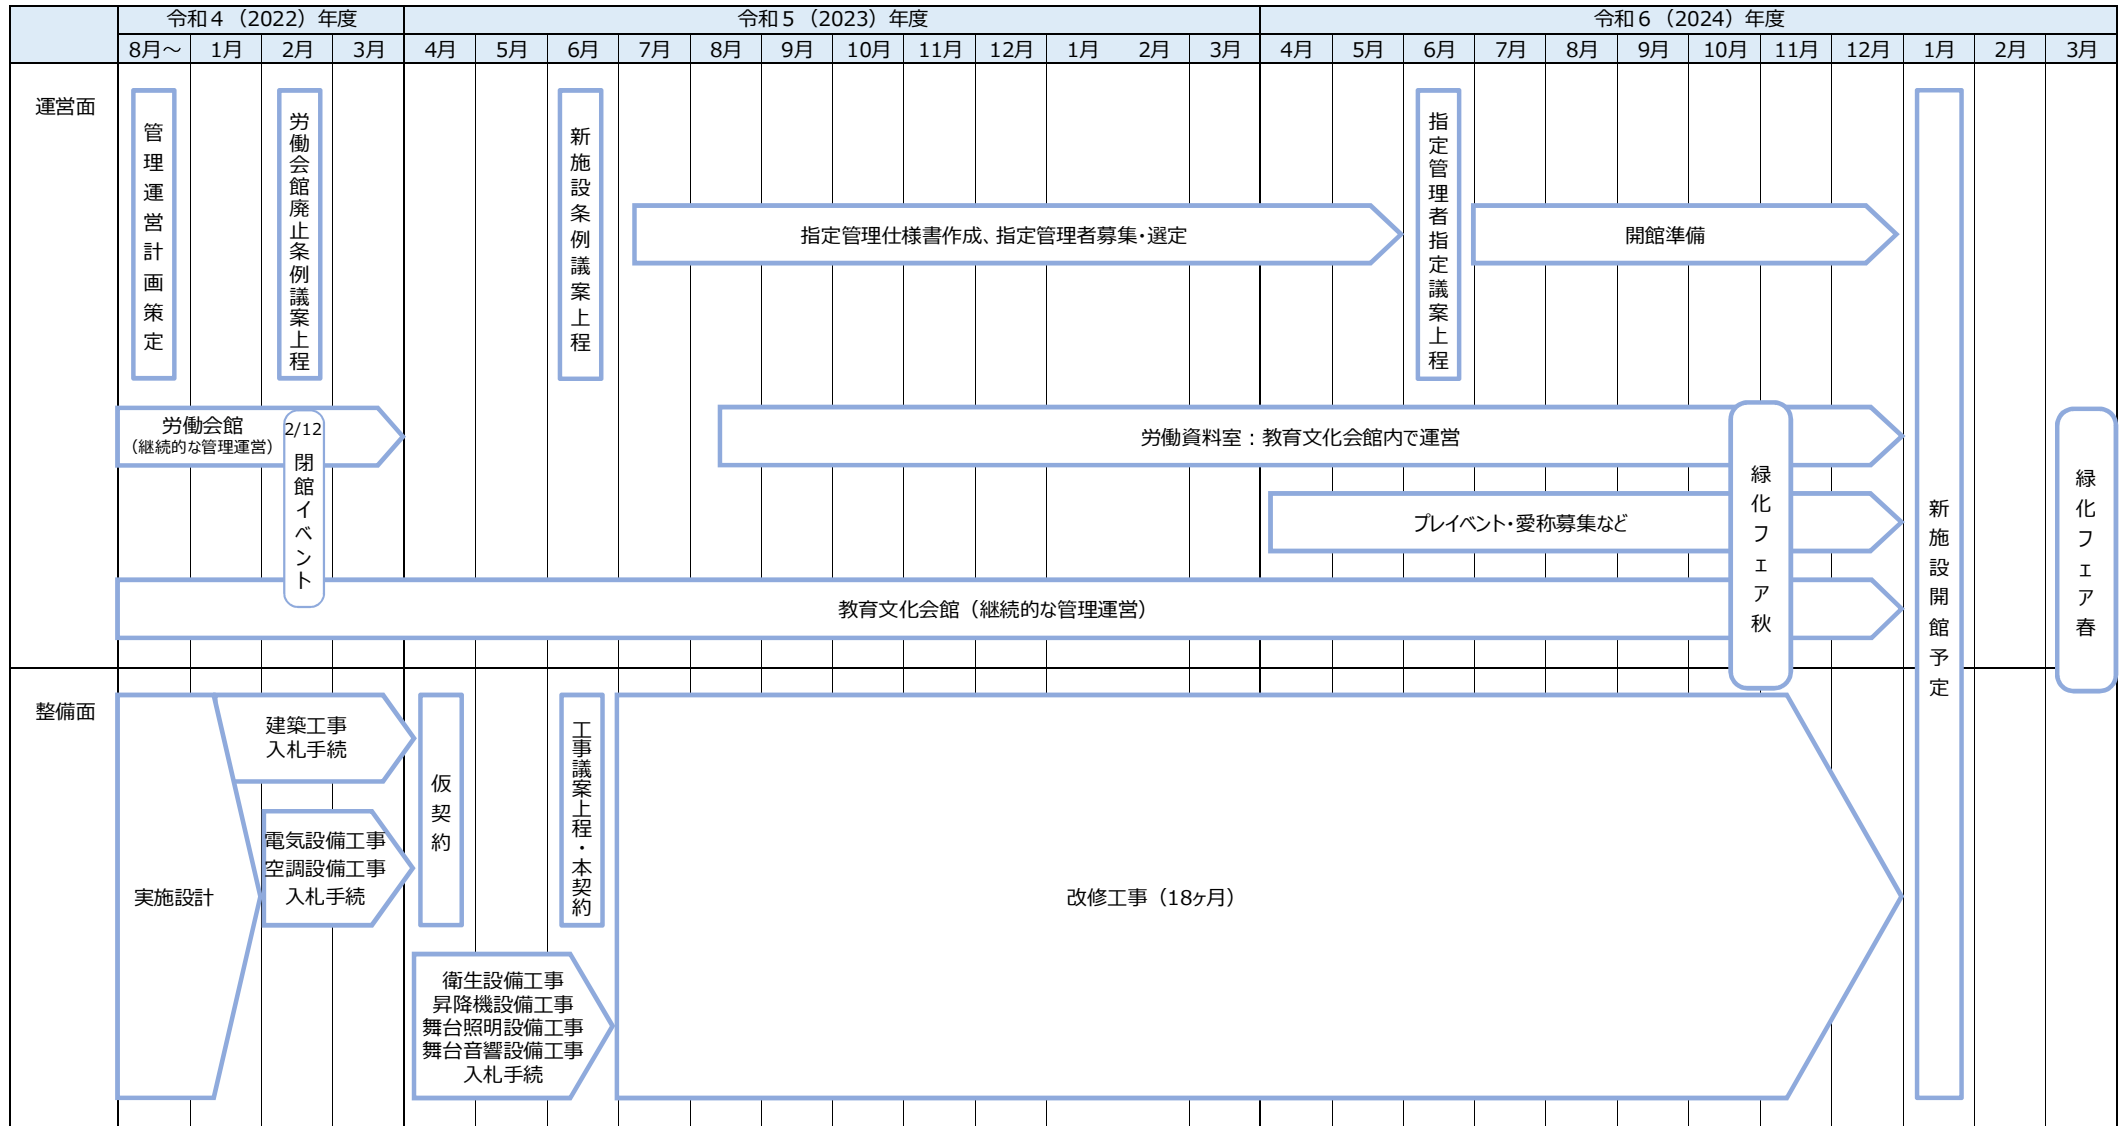 令和４（2022）年度
令和５（2023）年度
令和６（2024）年度
8月～ 1月 2月 3月 4月 5月 6月 7月 8月 9月 10月 11月 12月 1月 2月 3月 4月 5月 6月 7月 8月 9月 10月 11月 12月 1月 2月 3月
運営面
管理運営計画策定
労働会館廃止条例議案上程
新施設条例議案上程
指定管理仕様書作成、指定管理者募集・選定
指定管理者指定議案上程
開館準備
労働会館
（継続的な管理運営）
2/12
閉館イベント
労働資料室：教育文化会館内で運営
プレイベント・愛称募集など
教育文化会館（継続的な管理運営）
緑化フェア秋
新施設開館予定
緑化フェア春
整備面
実施設計
建築工事
入札手続
電気設備工事
空調設備工事
入札手続
仮契約
工事議案上程・本契約
衛生設備工事
昇降機設備工事
舞台照明設備工事
舞台音響設備工事
入札手続
改修工事（18ヶ月）